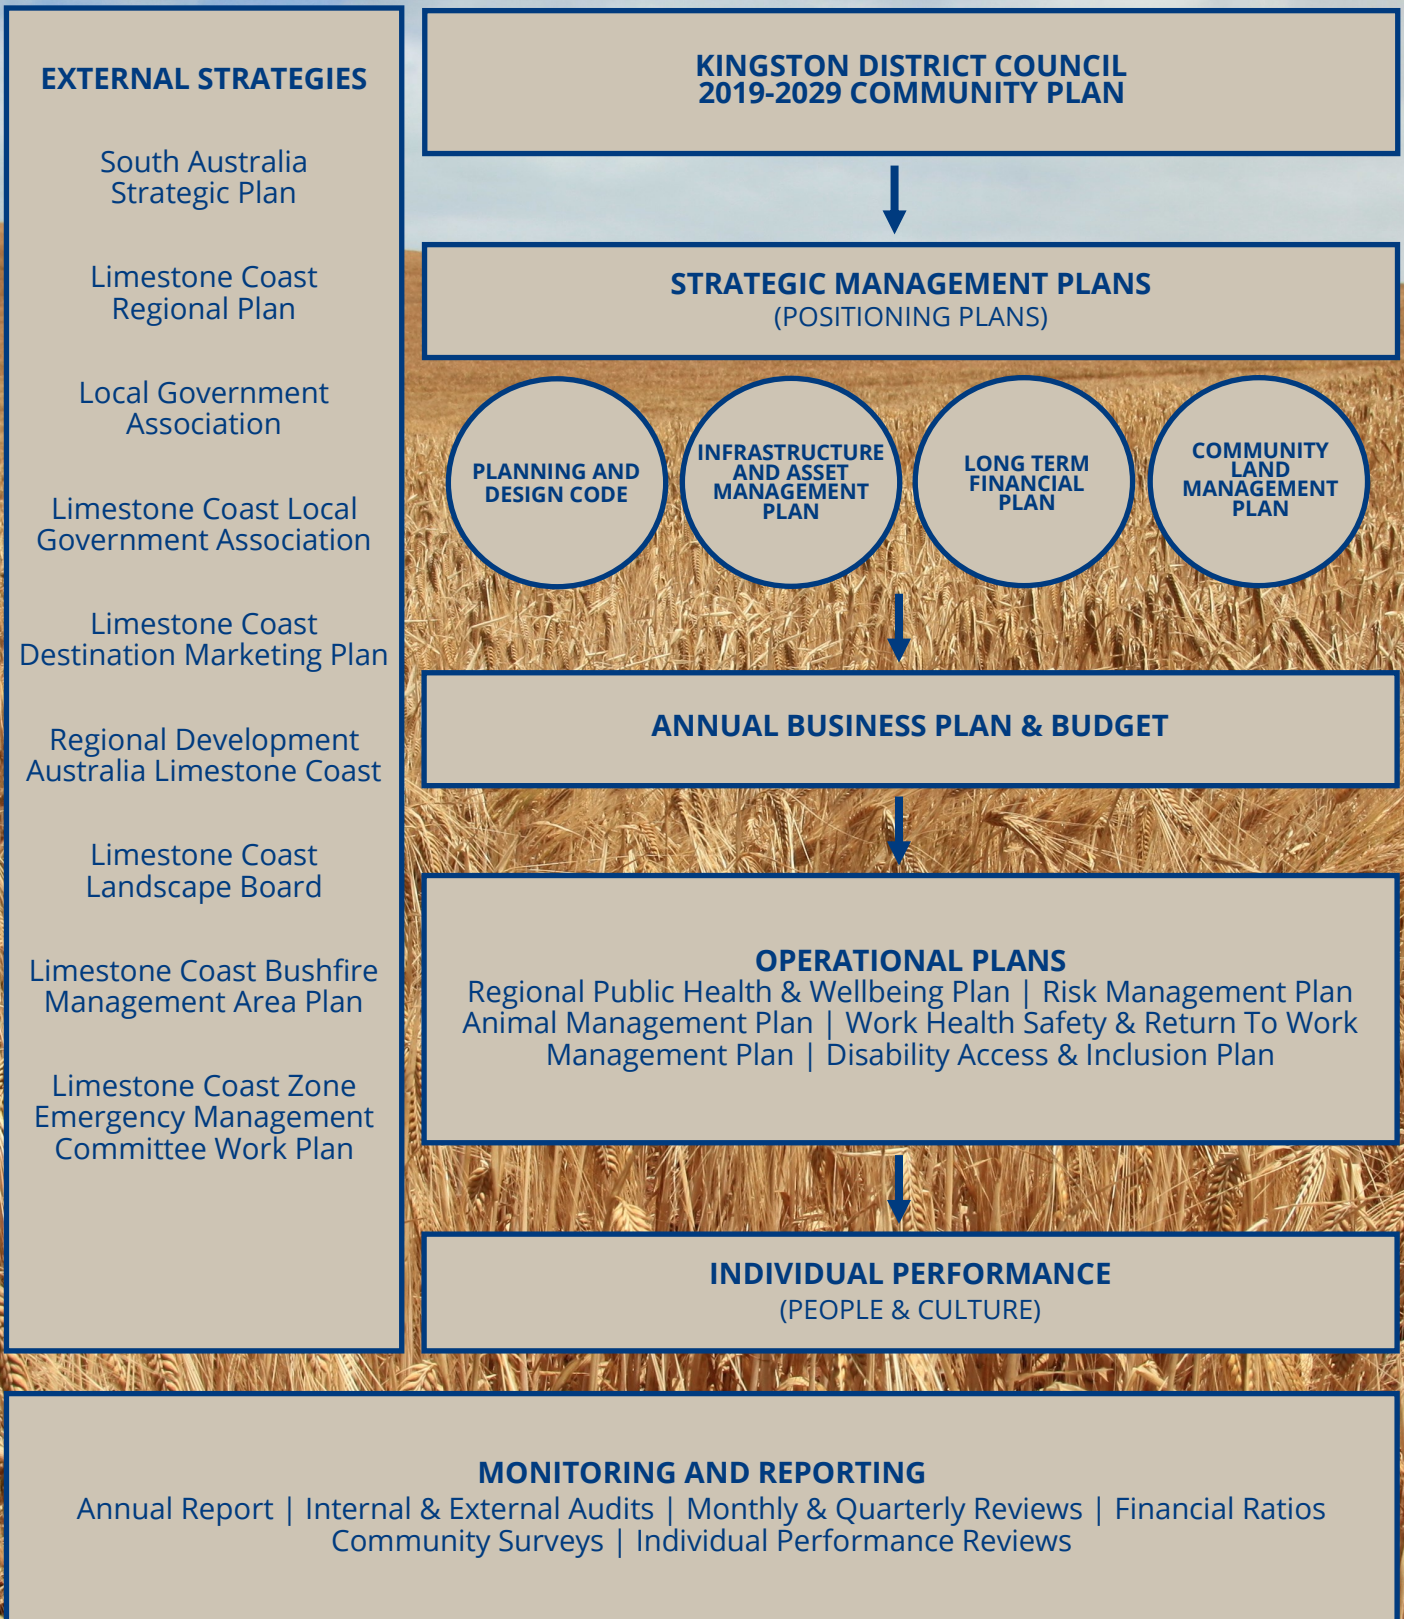 EXTERNAL STRATEGIES
South Australia
Strategic Plan
Limestone Coast
Regional Plan
Local Government
Association
Limestone Coast Local
Government Association
Limestone Coast
Destination Marketing Plan
Regional Development
Australia Limestone Coast
Limestone Coast
Landscape Board
Limestone Coast Bushfire
Management Area Plan
Limestone Coast Zone
Emergency Management
Committee Work Plan
KINGSTON DISTRICT COUNCIL
2019-2029 COMMUNITY PLAN
STRATEGIC MANAGEMENT PLANS
(POSITIONING PLANS)
PLANNING AND
DESIGN CODE
INFRASTRUCTURE
AND ASSET
MANAGEMENT
PLAN
LONG TERM
FINANCIAL
PLAN
COMMUNITY
LAND
MANAGEMENT
PLAN
ANNUAL BUSINESS PLAN & BUDGET
OPERATIONAL PLANS
Regional Public Health & Wellbeing Plan | Risk Management Plan
Animal Management Plan | Work Health Safety & Return To Work
Management Plan | Disability Access & Inclusion Plan
INDIVIDUAL PERFORMANCE
(PEOPLE & CULTURE)
MONITORING AND REPORTING
Annual Report | Internal & External Audits | Monthly & Quarterly Reviews | Financial Ratios
Community Surveys | Individual Performance Reviews